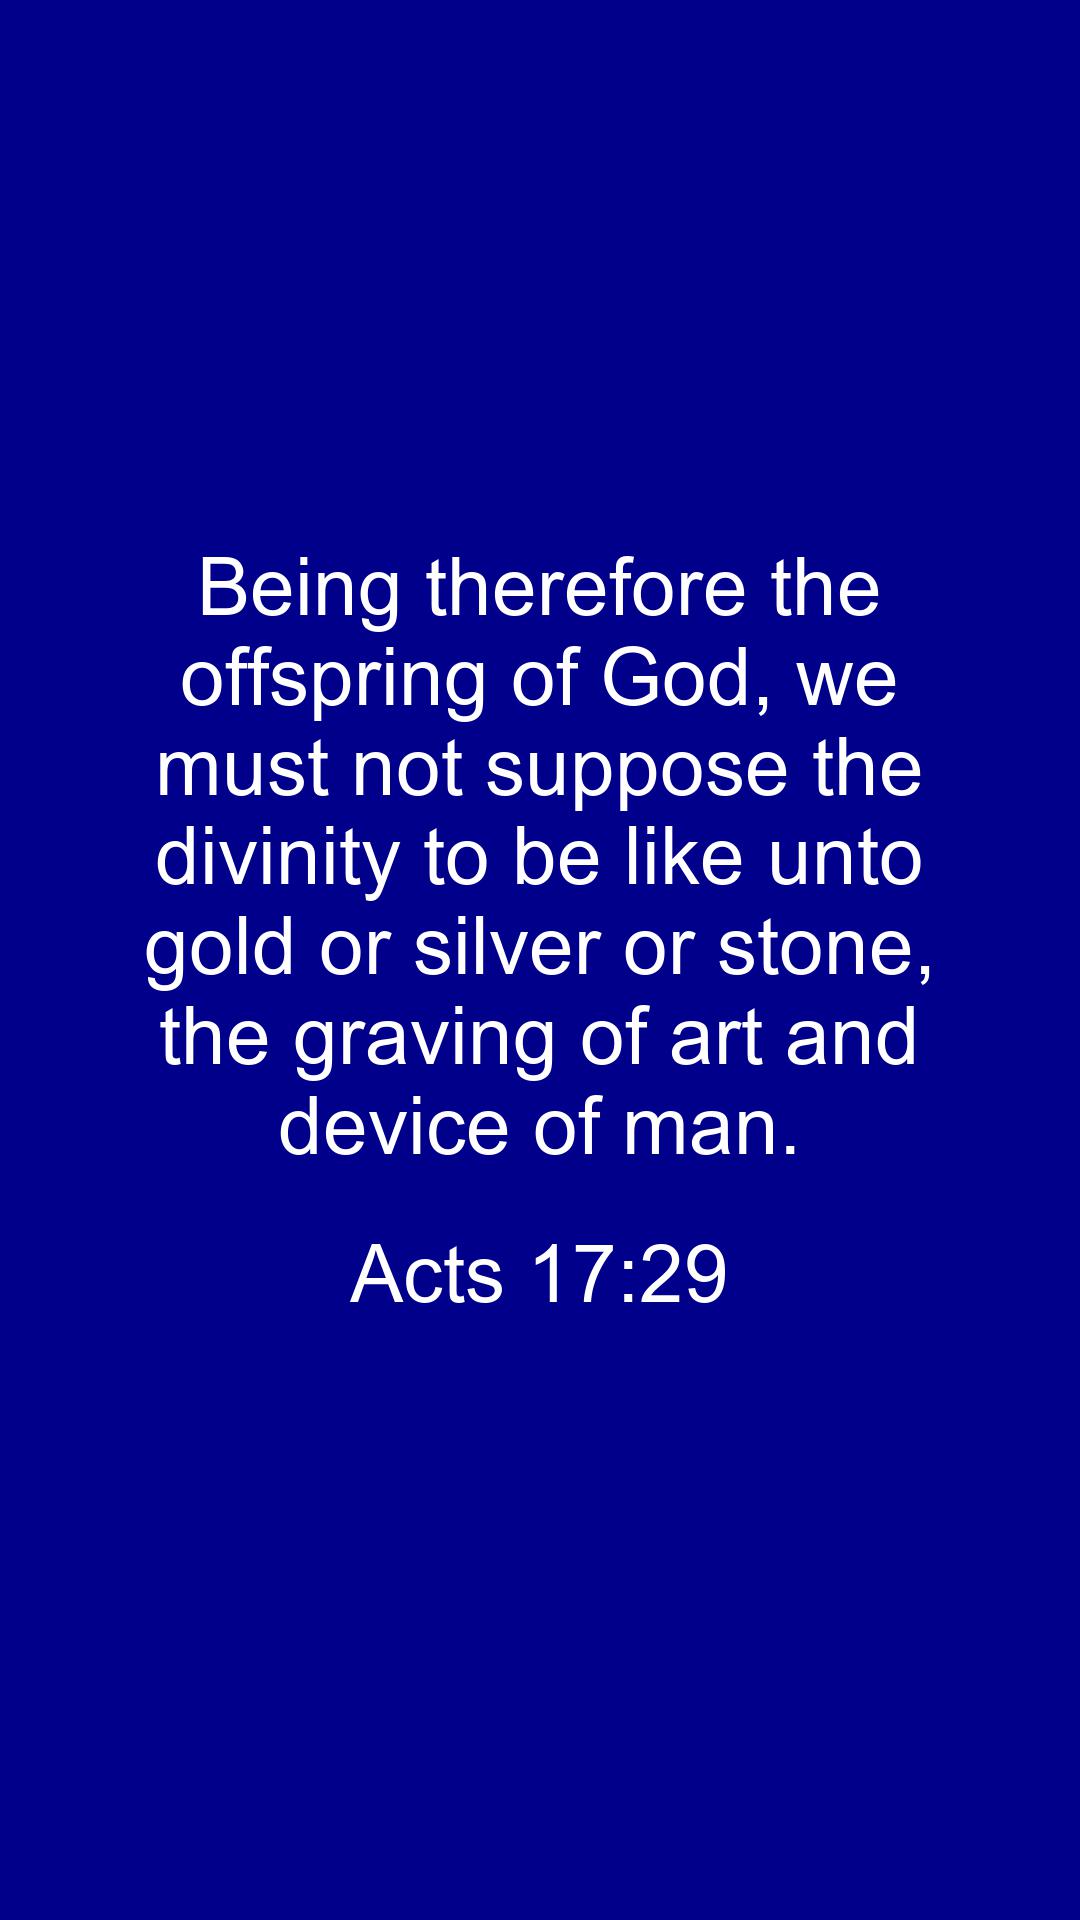 Being therefore the
offspring of God, we
must not suppose the
divinity to be like unto
gold or silver or stone,
the graving of art and
device of man.
Acts 17:29